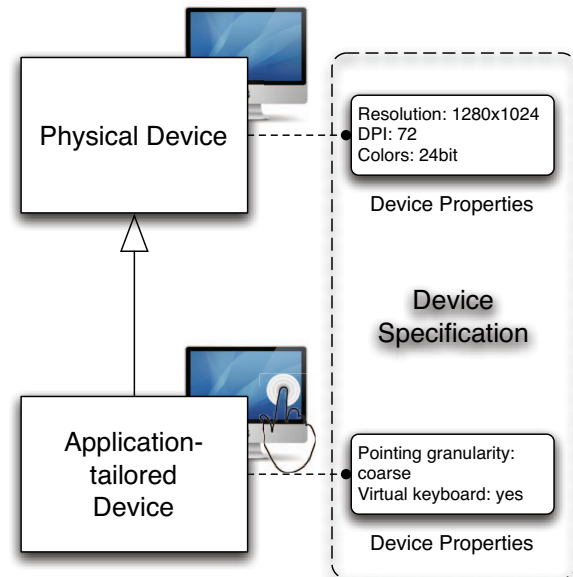 Physical Device
Resolution: 1280x1024
DPI: 72
Colors: 24bit
Device Properties
Device
Specification
Application-
tailored
Device
Pointing granularity:
coarse
Virtual keyboard: yes
Device Properties